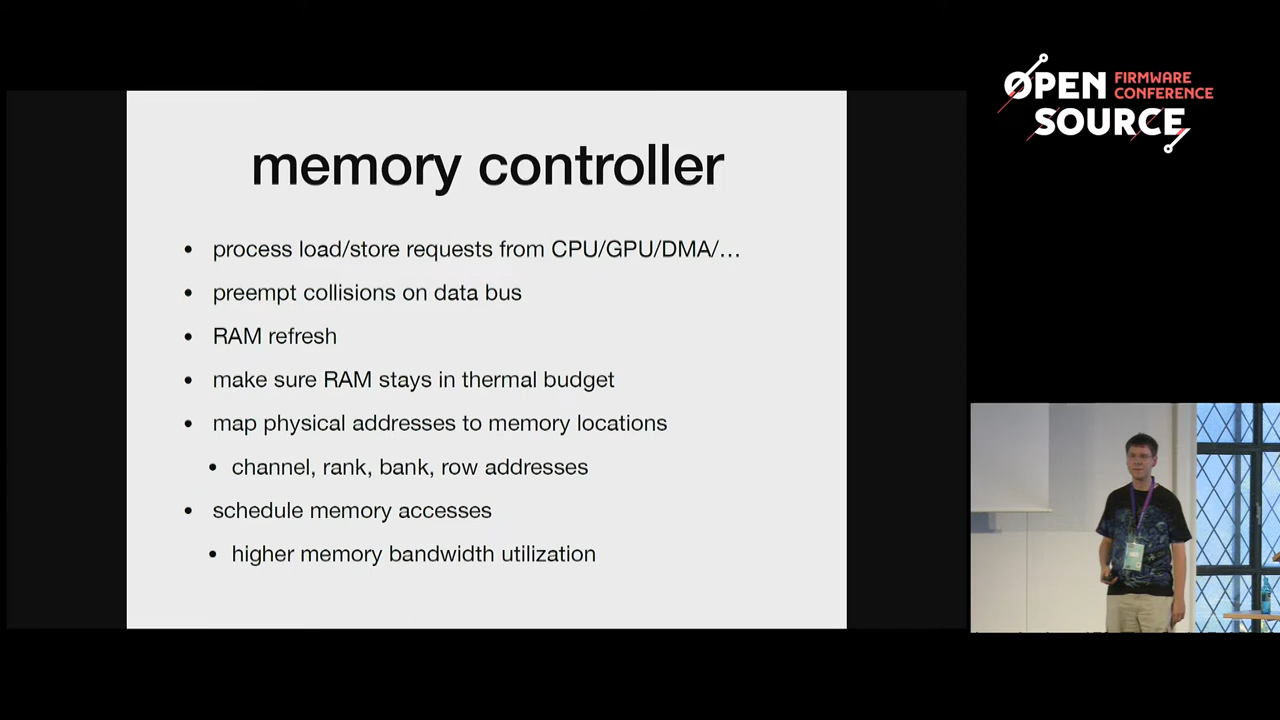 memory controller
• process load/store requests from CPU/GPU/DMA/…
• preempt collisions on data bus
• RAM refresh
• make sure RAM stays in thermal budget
• map physical addresses to memory locations
• channel, rank, bank, row addresses
• schedule memory accesses
• higher memory bandwidth utilization
OPEN FIRMWARE
CONFERENCE
SOURCE